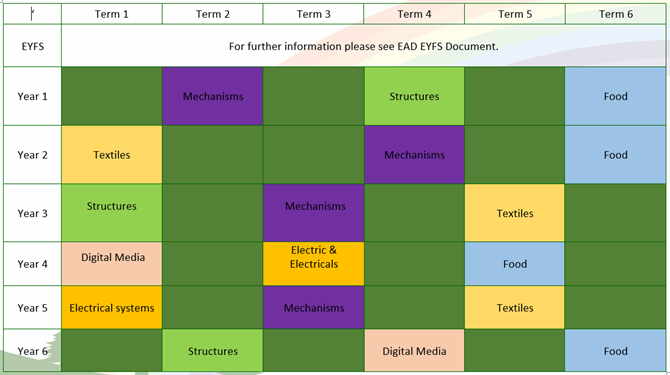 Term 1 Term 2 Term 3 Term 4 Term 5 Term 6
EYFS For further information please see EAD EYFS Document.
Year 1 Mechanisms Structures Food
Year 2 Textiles Mechanisms Food
Year 3 Structures Mechanisms Textiles
Year 4 Digital Media Electric &
Electricals Food
Year 5 Electrical systems Mechanisms Textiles
Year 6 Structures Digital Media Food